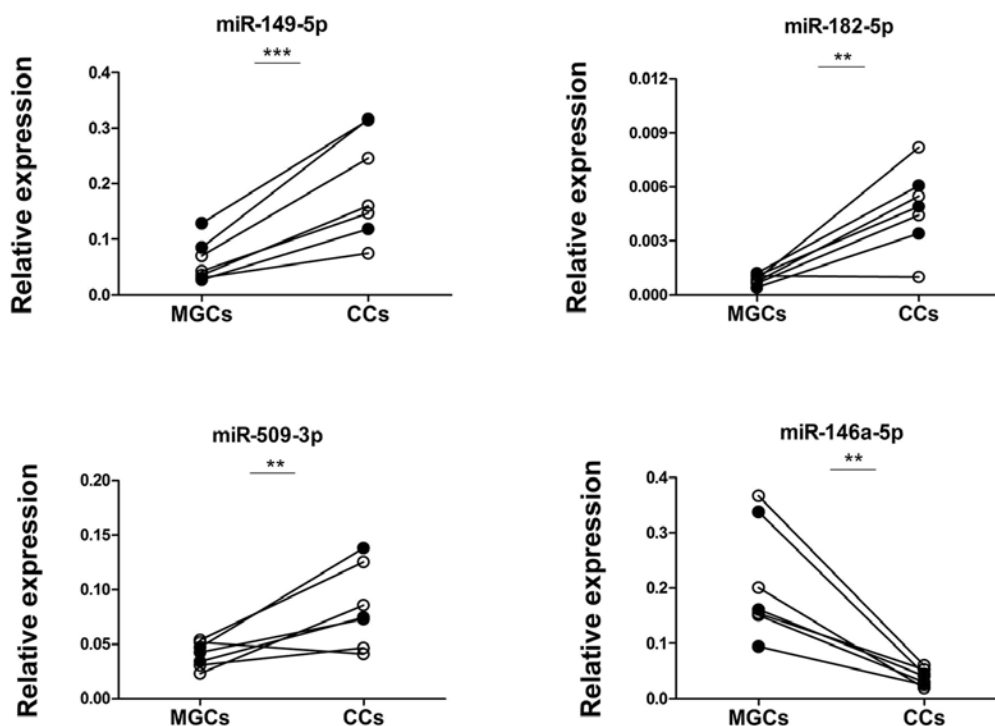 miR-149-5p
***
Relative expression
0.4
0.3
0.2
0.1
0.0
MGCs CCs
miR-182-5p
**
Relative expression
0.012
0.009
0.006
0.003
0.000
MGCs CCs
miR-509-3p
**
Relative expression
0.20
0.15
0.10
0.05
0.00
MGCs CCs
miR-146a-5p
**
Relative expression
0.4
0.3
0.2
0.1
0.0
MGCs CCs